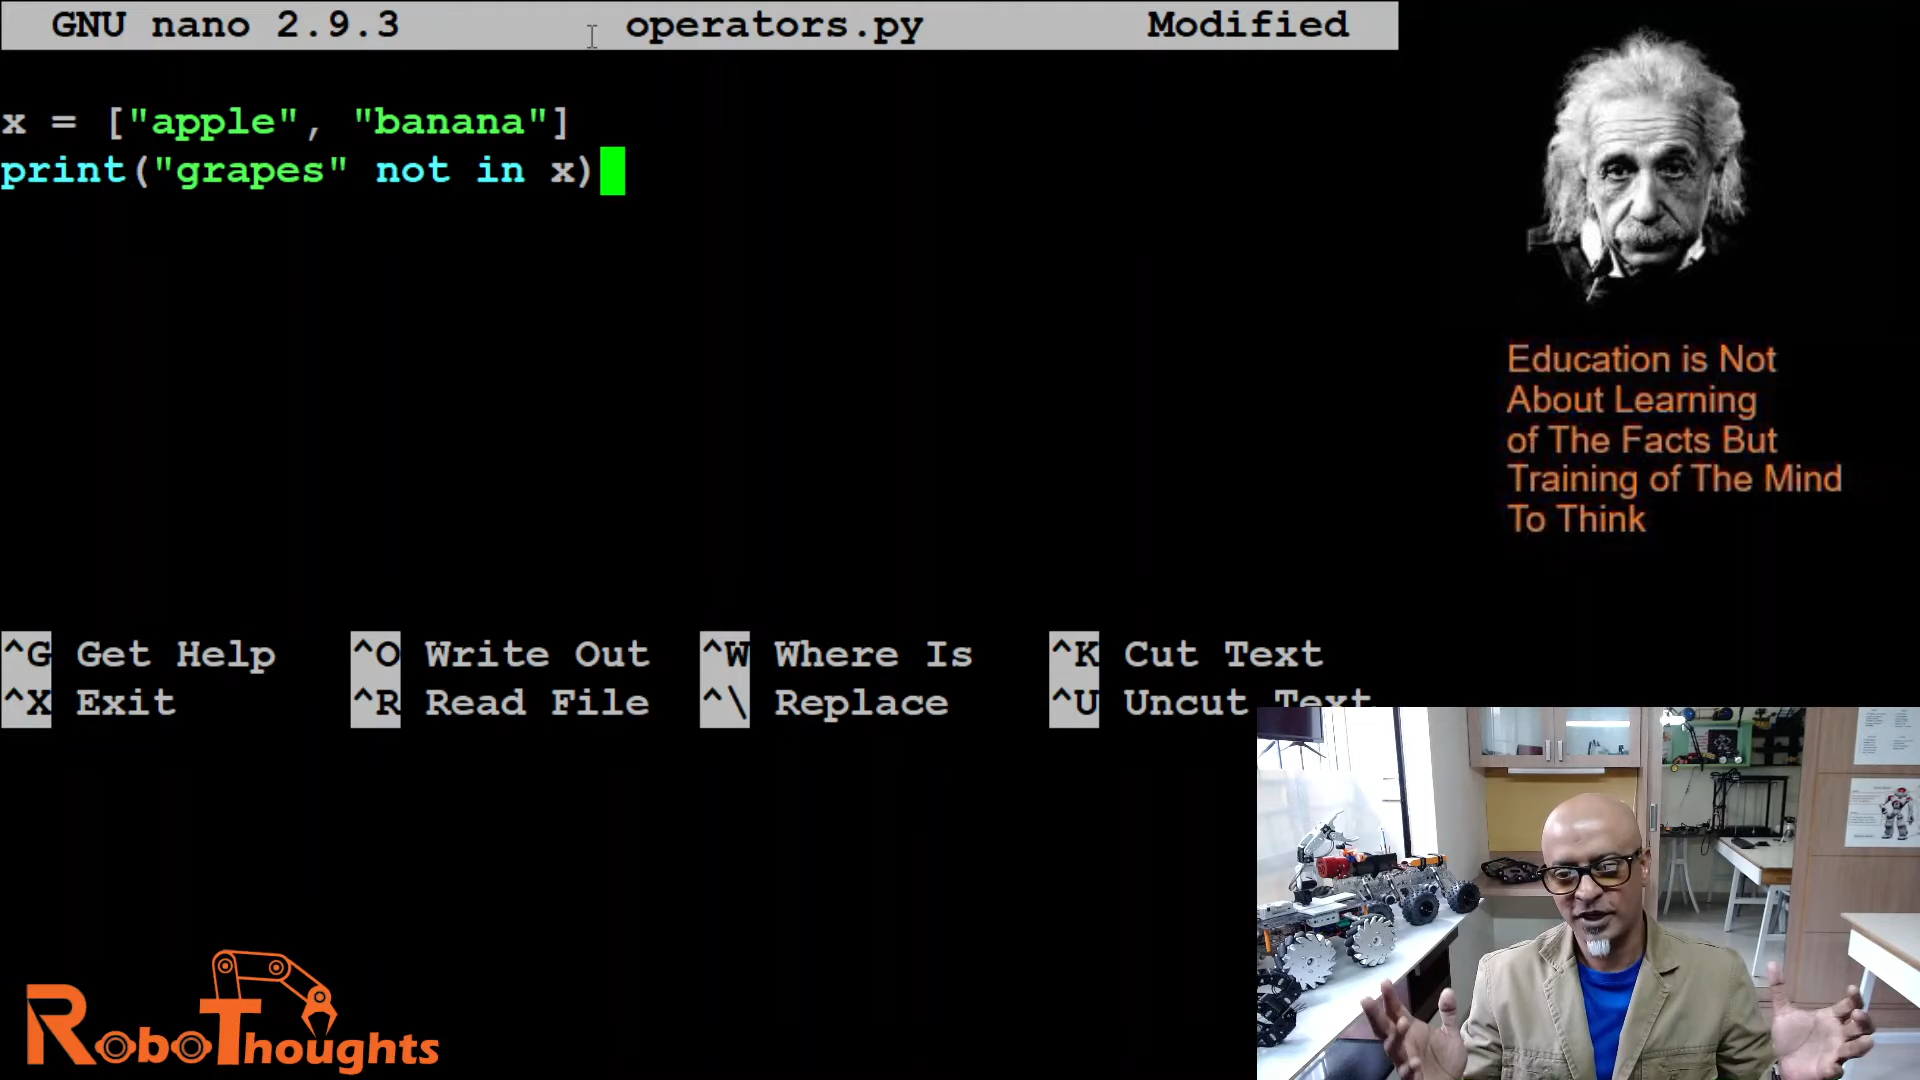 GNU nano 2.9.3 operators.py Modified
x = ["apple", "banana"]
print("grapes" not in x)
^G Get Help ^O Write Out ^W Where Is ^K Cut Text
^X Exit ^R Read File ^\ Replace ^U Uncut Text
Education is Not
About Learning
of The Facts But
Training of The Mind
To Think
RoboThoughts